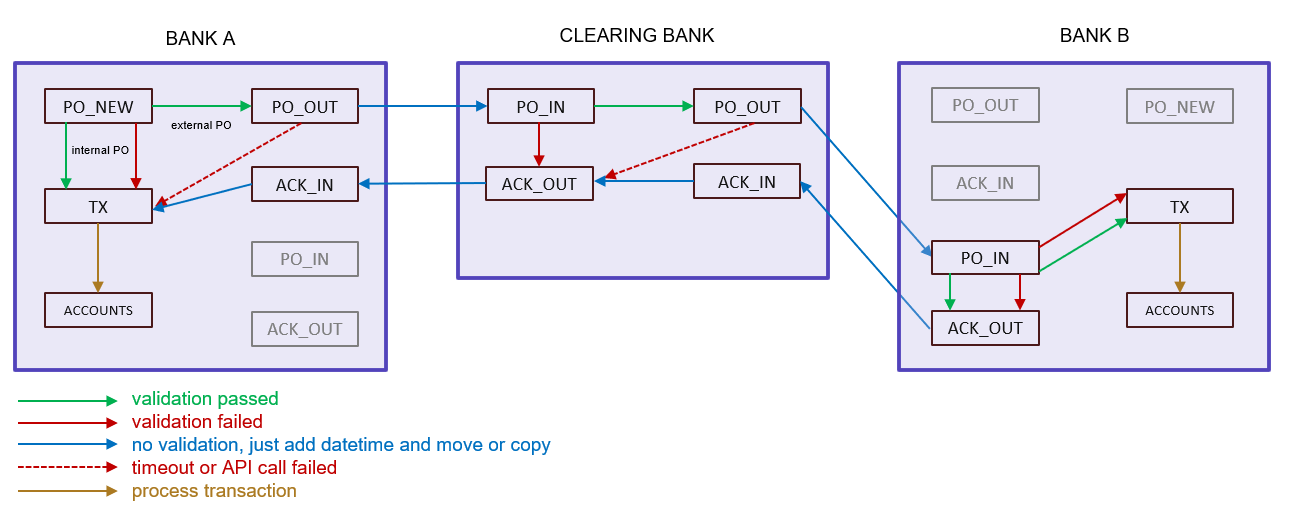 BANK A
CLEARING BANK
BANK B
PO_NEW
PO_OUT
external PO
internal PO
ACK_IN
TX
PO_IN
ACCOUNTS
ACK_OUT
PO_IN
PO_OUT
ACK_OUT
ACK_IN
PO_OUT
PO_NEW
ACK_IN
TX
PO_IN
ACK_OUT
ACCOUNTS
validation passed
validation failed
no validation, just add datetime and move or copy
timeout or API call failed
process transaction